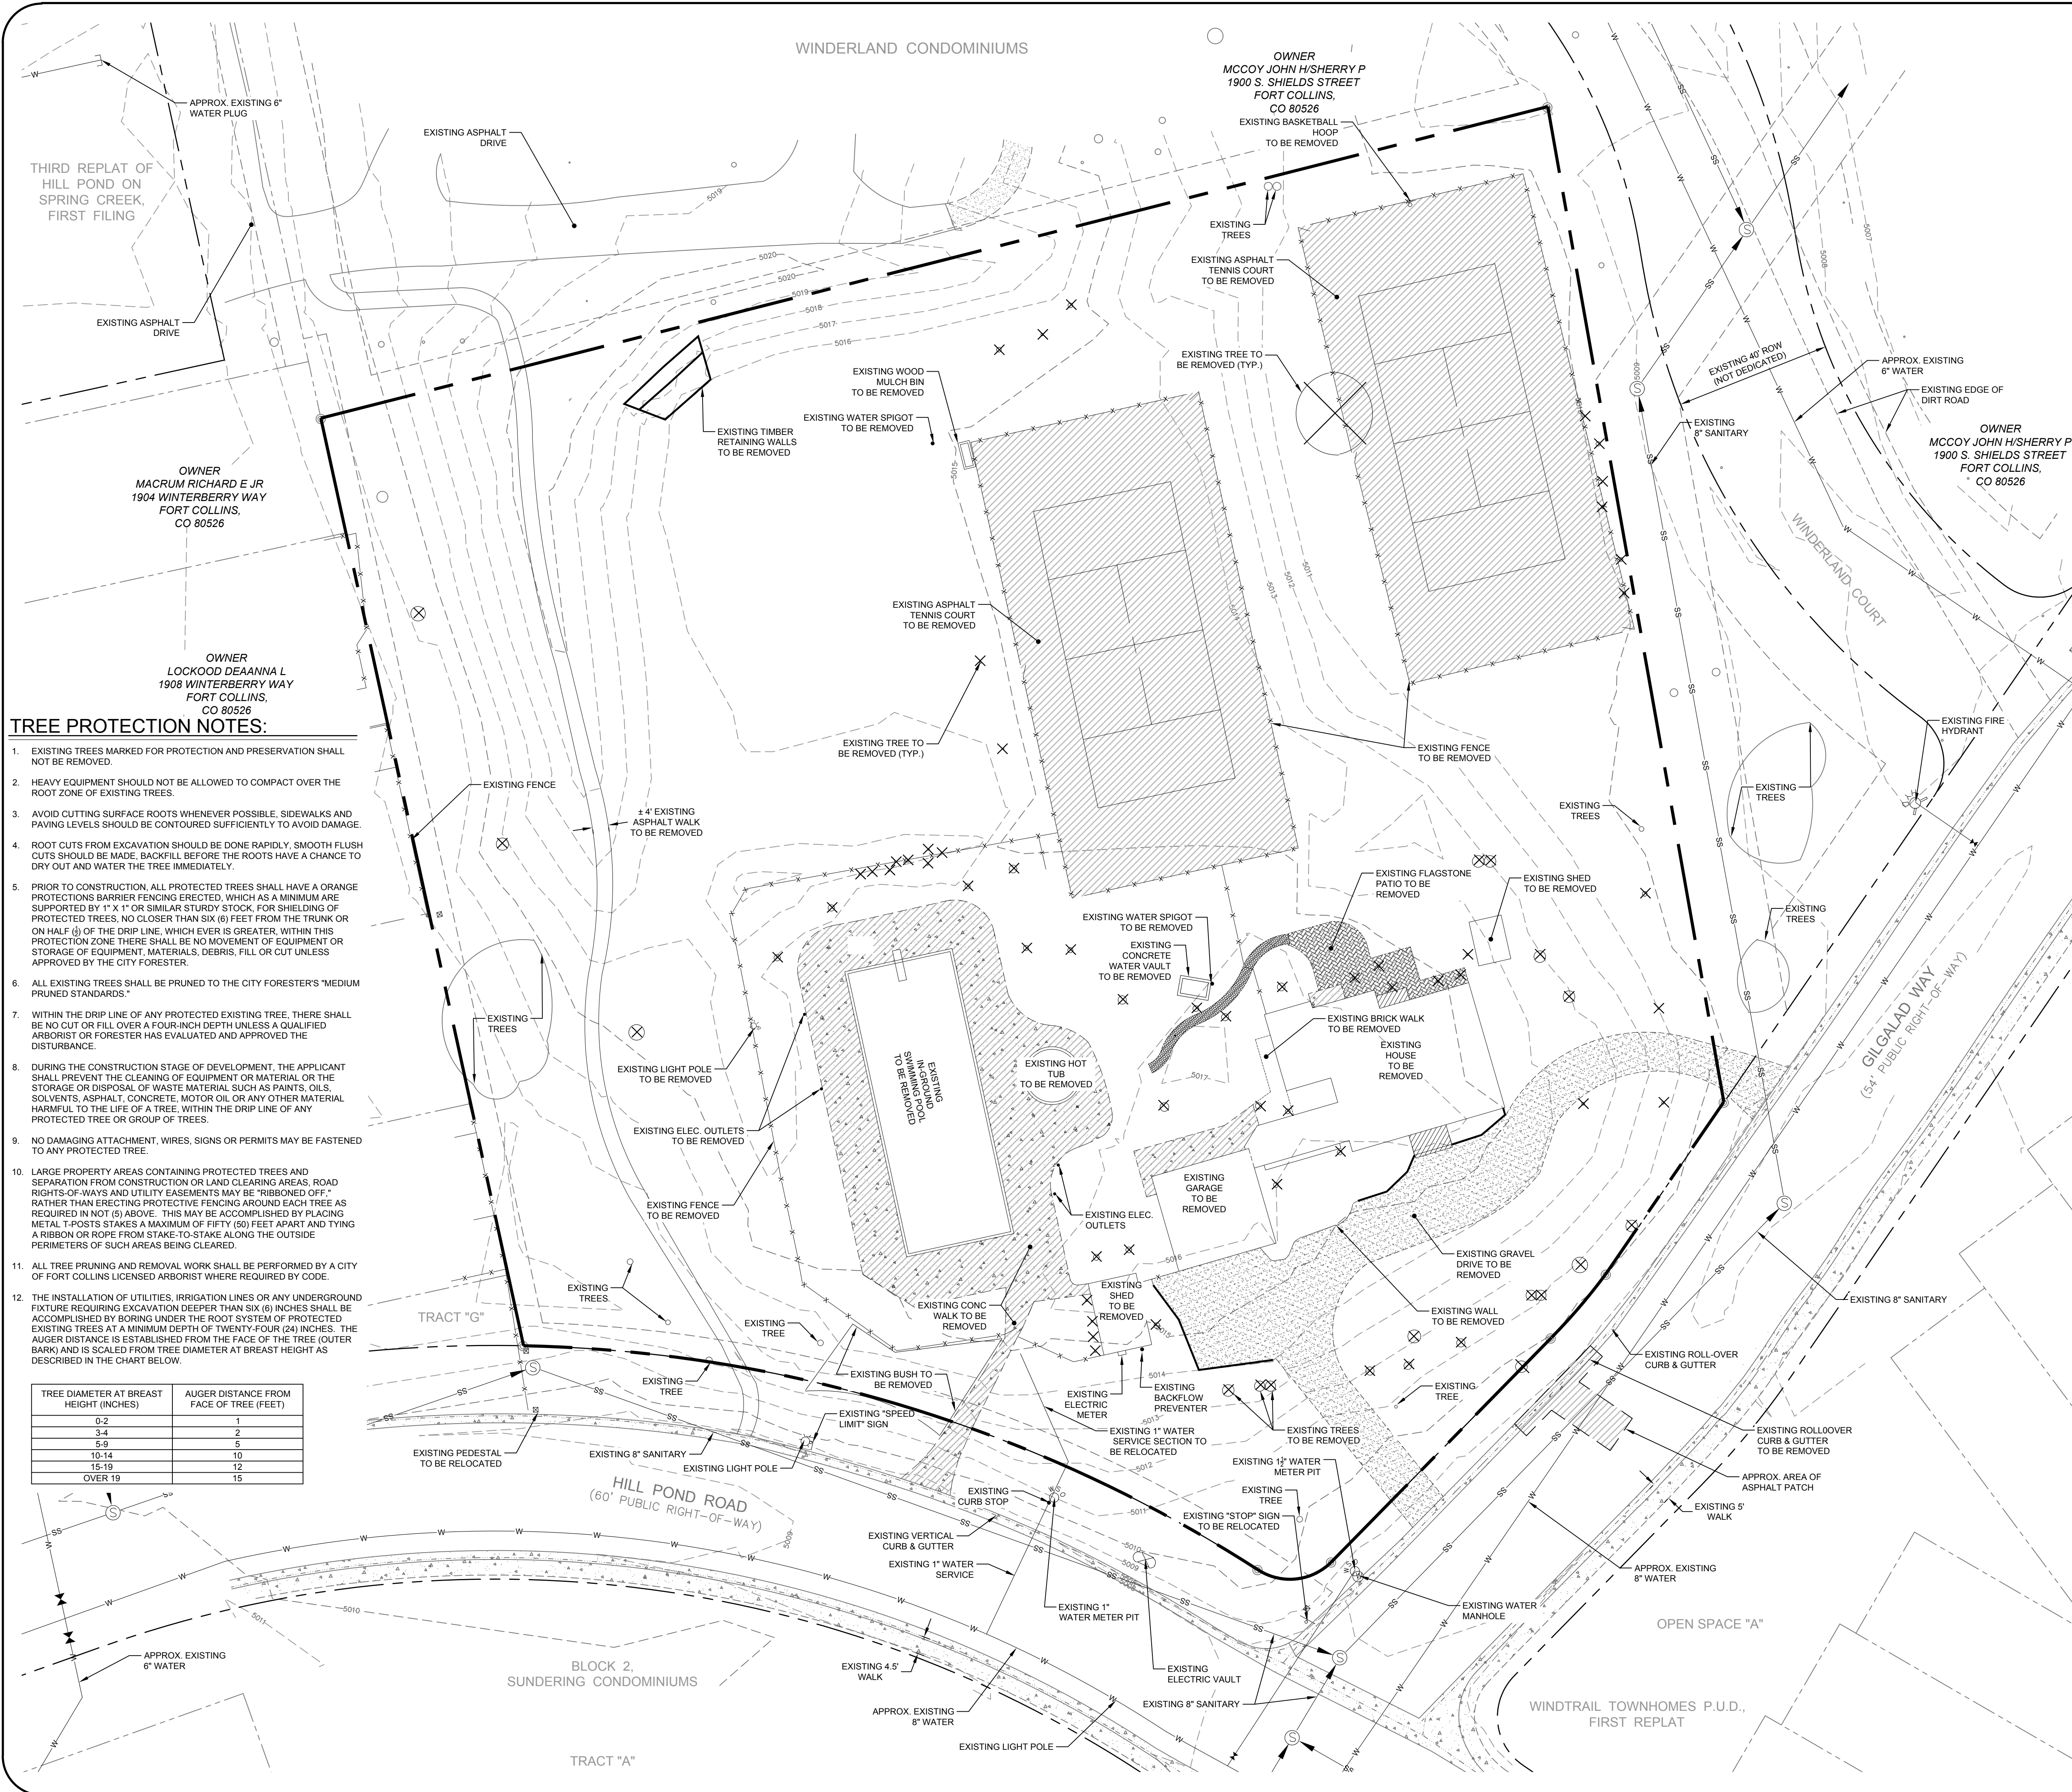 WINDERLAND CONDOMINIUMS
OWNER
MCCOY JOHN H/SHERRY P
1900 S. SHIELDS STREET
FORT COLLINS,
CO 80526
EXISTING BASKETBALL
HOOP
TO BE REMOVED
APPROX. EXISTING 6"
WATER PLUG
EXISTING ASPHALT
DRIVE
THIRD REPLAT OF
HILL POND ON
SPRING CREEK,
FIRST FILING
EXISTING ASPHALT
DRIVE
EXISTING
TREES
EXISTING ASPHALT
TENNIS COURT
TO BE REMOVED
5019
5020
5020
5019
5018
5017
5016
5015
5007
5008
5009
EXISTING 40' ROW
(NOT DEDICATED)
APPROX. EXISTING
6" WATER
EXISTING EDGE OF
DIRT ROAD
EXISTING TREE TO
BE REMOVED (TYP.)
EXISTING WOOD
MULCH BIN
TO BE REMOVED
EXISTING WATER SPIGOT
TO BE REMOVED
EXISTING TIMBER
RETAINING WALLS
TO BE REMOVED
EXISTING
8" SANITARY
OWNER
MCCOY JOHN H/SHERRY P
1900 S. SHIELDS STREET
FORT COLLINS,
CO 80526
OWNER
MACRUM RICHARD E JR
1904 WINTERBERRY WAY
FORT COLLINS,
CO 80526
WINDERLAND COURT
5011
5012
5013
5014
EXISTING ASPHALT
TENNIS COURT
TO BE REMOVED
OWNER
LOCKOOD DEAANNA L
1908 WINTERBERRY WAY
FORT COLLINS,
CO 80526
TREE PROTECTION NOTES:
1. EXISTING TREES MARKED FOR PROTECTION AND PRESERVATION SHALL
NOT BE REMOVED.
2. HEAVY EQUIPMENT SHOULD NOT BE ALLOWED TO COMPACT OVER THE
ROOT ZONE OF EXISTING TREES.
3. AVOID CUTTING SURFACE ROOTS WHENEVER POSSIBLE, SIDEWALKS AND
PAVING LEVELS SHOULD BE CONTOURED SUFFICIENTLY TO AVOID DAMAGE.
4. ROOT CUTS FROM EXCAVATION SHOULD BE DONE RAPIDLY, SMOOTH FLUSH
CUTS SHOULD BE MADE, BACKFILL BEFORE THE ROOTS HAVE A CHANCE TO
DRY OUT AND WATER THE TREE IMMEDIATELY.
5. PRIOR TO CONSTRUCTION, ALL PROTECTED TREES SHALL HAVE A ORANGE
PROTECTIONS BARRIER FENCING ERECTED, WHICH AS A MINIMUM ARE
SUPPORTED BY 1" X 1" OR SIMILAR STURDY STOCK, FOR SHIELDING OF
PROTECTED TREES, NO CLOSER THAN SIX (6) FEET FROM THE TRUNK OR
ON HALF (½) OF THE DRIP LINE, WHICH EVER IS GREATER, WITHIN THIS
PROTECTION ZONE THERE SHALL BE NO MOVEMENT OF EQUIPMENT OR
STORAGE OF EQUIPMENT, MATERIALS, DEBRIS, FILL OR CUT UNLESS
APPROVED BY THE CITY FORESTER.
6. ALL EXISTING TREES SHALL BE PRUNED TO THE CITY FORESTER'S "MEDIUM
PRUNED STANDARDS."
7. WITHIN THE DRIP LINE OF ANY PROTECTED EXISTING TREE, THERE SHALL
BE NO CUT OR FILL OVER A FOUR-INCH DEPTH UNLESS A QUALIFIED
ARBORIST OR FORESTER HAS EVALUATED AND APPROVED THE
DISTURBANCE.
8. DURING THE CONSTRUCTION STAGE OF DEVELOPMENT, THE APPLICANT
SHALL PREVENT THE CLEANING OF EQUIPMENT OR MATERIAL OR THE
STORAGE OR DISPOSAL OF WASTE MATERIAL SUCH AS PAINTS, OILS,
SOLVENTS, ASPHALT, CONCRETE, MOTOR OIL OR ANY OTHER MATERIAL
HARMFUL TO THE LIFE OF A TREE, WITHIN THE DRIP LINE OF ANY
PROTECTED TREE OR GROUP OF TREES.
9. NO DAMAGING ATTACHMENT, WIRES, SIGNS OR PERMITS MAY BE FASTENED
TO ANY PROTECTED TREE.
10. LARGE PROPERTY AREAS CONTAINING PROTECTED TREES AND
SEPARATION FROM CONSTRUCTION OR LAND CLEARING AREAS, ROAD
RIGHTS-OF-WAYS AND UTILITY EASEMENTS MAY BE "RIBBONED OFF,"
RATHER THAN ERECTING PROTECTIVE FENCING AROUND EACH TREE AS
REQUIRED IN NOT (5) ABOVE. THIS MAY BE ACCOMPLISHED BY PLACING
METAL T-POSTS STAKES A MAXIMUM OF FIFTY (50) FEET APART AND TYING
A RIBBON OR ROPE FROM STAKE-TO-STAKE ALONG THE OUTSIDE
PERIMETERS OF SUCH AREAS BEING CLEARED.
11. ALL TREE PRUNING AND REMOVAL WORK SHALL BE PERFORMED BY A CITY
OF FORT COLLINS LICENSED ARBORIST WHERE REQUIRED BY CODE.
12. THE INSTALLATION OF UTILITIES, IRRIGATION LINES OR ANY UNDERGROUND
FIXTURE REQUIRING EXCAVATION DEEPER THAN SIX (6) INCHES SHALL BE
ACCOMPLISHED BY BORING UNDER THE ROOT SYSTEM OF PROTECTED
EXISTING TREES AT A MINIMUM DEPTH OF TWENTY-FOUR (24) INCHES. THE
AUGER DISTANCE IS ESTABLISHED FROM THE FACE OF THE TREE (OUTER
BARK) AND IS SCALED FROM TREE DIAMETER AT BREAST HEIGHT AS
DESCRIBED IN THE CHART BELOW.
TREE DIAMETER AT BREAST
HEIGHT (INCHES)
AUGER DISTANCE FROM
FACE OF TREE (FEET)
0-2 1
3-4 2
5-9 5
10-14 10
15-19 12
OVER 19 15
EXISTING TREE TO
BE REMOVED (TYP.)
EXISTING FENCE
TO BE REMOVED
EXISTING FIRE
HYDRANT
EXISTING FENCE
± 4' EXISTING
ASPHALT WALK
TO BE REMOVED
EXISTING
TREES
EXISTING
TREES
EXISTING FLAGSTONE
PATIO TO BE
REMOVED
EXISTING SHED
TO BE REMOVED
EXISTING
TREES
EXISTING WATER SPIGOT
TO BE REMOVED
EXISTING
CONCRETE
WATER VAULT
TO BE REMOVED
EXISTING
TREES
EXISTING BRICK WALK
TO BE REMOVED
EXISTING
HOUSE
TO BE
REMOVED
GILGALAD WAY
(54' PUBLIC RIGHT-OF-WAY)
EXISTING LIGHT POLE
TO BE REMOVED
EXISTING
IN-GROUND
SWIMMING POOL
TO BE REMOVED
EXISTING HOT
TUB
TO BE REMOVED
5017
EXISTING ELEC. OUTLETS
TO BE REMOVED
EXISTING FENCE
TO BE REMOVED
EXISTING
GARAGE
TO BE
REMOVED
EXISTING ELEC.
OUTLETS
5016
EXISTING GRAVEL
DRIVE TO BE
REMOVED
EXISTING
TREES
TRACT "G"
EXISTING
TREE
EXISTING CONC
WALK TO BE
REMOVED
EXISTING
SHED
TO BE
REMOVED
5015
EXISTING WALL
TO BE REMOVED
EXISTING 8" SANITARY
EXISTING ROLL-OVER
CURB & GUTTER
EXISTING
TREE
EXISTING BUSH TO
BE REMOVED
EXISTING
ELECTRIC
METER
5014
EXISTING
BACKFLOW
PREVENTER
EXISTING
TREE
EXISTING "SPEED
LIMIT" SIGN
5013
EXISTING 1" WATER
SERVICE SECTION TO
BE RELOCATED
EXISTING TREES
TO BE REMOVED
EXISTING ROLL0OVER
CURB & GUTTER
TO BE REMOVED
EXISTING PEDESTAL
TO BE RELOCATED
EXISTING 8" SANITARY
EXISTING LIGHT POLE
5012
EXISTING 1½" WATER
METER PIT
APPROX. AREA OF
ASPHALT PATCH
HILL POND ROAD
(60' PUBLIC RIGHT-OF-WAY)
EXISTING
CURB STOP
EXISTING
TREE
5011
EXISTING "STOP" SIGN
TO BE RELOCATED
EXISTING 5'
WALK
5009
EXISTING VERTICAL
CURB & GUTTER
5010
5009
EXISTING 1" WATER
SERVICE
APPROX. EXISTING
8" WATER
EXISTING 1"
WATER METER PIT
EXISTING WATER
MANHOLE
5010
5011
OPEN SPACE "A"
APPROX. EXISTING
6" WATER
BLOCK 2,
SUNDERING CONDOMINIUMS
EXISTING 4.5'
WALK
EXISTING
ELECTRIC VAULT
EXISTING 8" SANITARY
APPROX. EXISTING
8" WATER
WINDTRAIL TOWNHOMES P.U.D.,
FIRST REPLAT
EXISTING LIGHT POLE
TRACT "A"